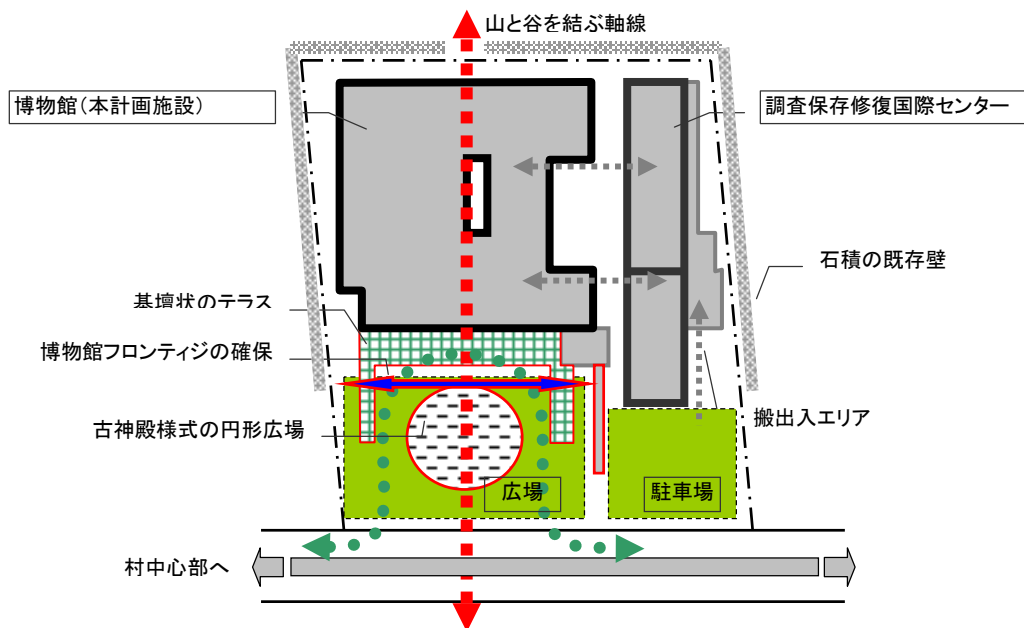 山と谷を結ぶ軸線
博物館(本計画施設)
調査保存修復国際センター
石積の既存壁
基壇状のテラス
博物館フロンティジの確保
古神殿様式の円形広場
搬出入エリア
広場
駐車場
村中心部へ